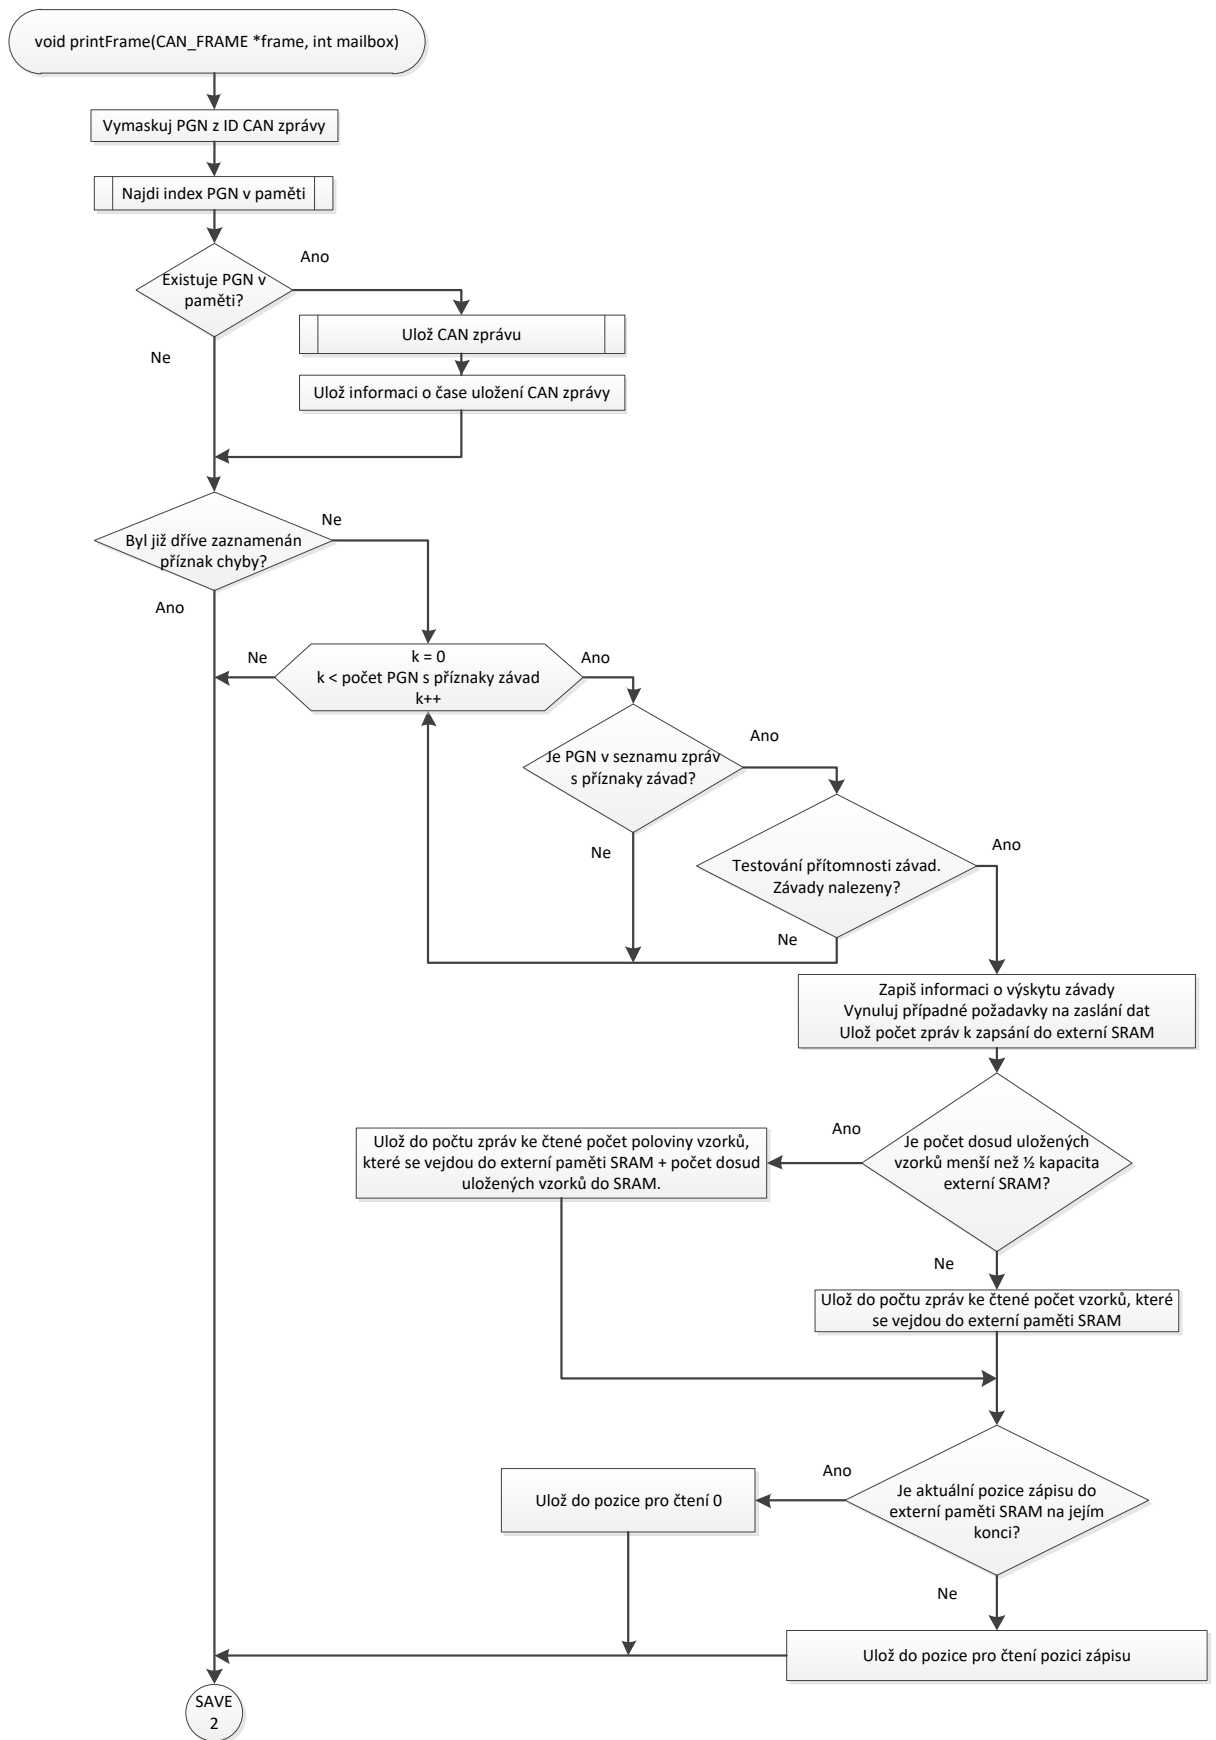 void printFrame(CAN_FRAME *frame, int mailbox)
Vymaskuj PGN z ID CAN zprávy
Najdi index PGN v paměti
Ano
Existuje PGN v
paměti?
Ulož CAN zprávu
Ne
Ulož informaci o čase uložení CAN zprávy
Ne
Byl již dříve zaznamenán
příznak chyby?
Ano
Ne
k = 0
k < počet PGN s příznaky závad
k++
Ano
Ano
Je PGN v seznamu zpráv
s příznaky závad?
Ne
Ano
Testování přítomnosti závad.
Závady nalezeny?
Ne
Zapiš informaci o výskytu závady
Vynuluj případné požadavky na zaslání dat
Ulož počet zpráv k zapsání do externí SRAM
Ano
Je počet dosud uložených
vzorků menší než ½ kapacita
externí SRAM?
Ulož do počtu zpráv ke čtené počet poloviny vzorků,
které se vejdou do externí paměti SRAM + počet dosud
uložených vzorků do SRAM.
Ne
Ulož do počtu zpráv ke čtené počet vzorků, které
se vejdou do externí paměti SRAM
Ano
Je aktuální pozice zápisu do
externí paměti SRAM na jejím
konci?
Ulož do pozice pro čtení 0
Ne
Ulož do pozice pro čtení pozici zápisu
SAVE
2